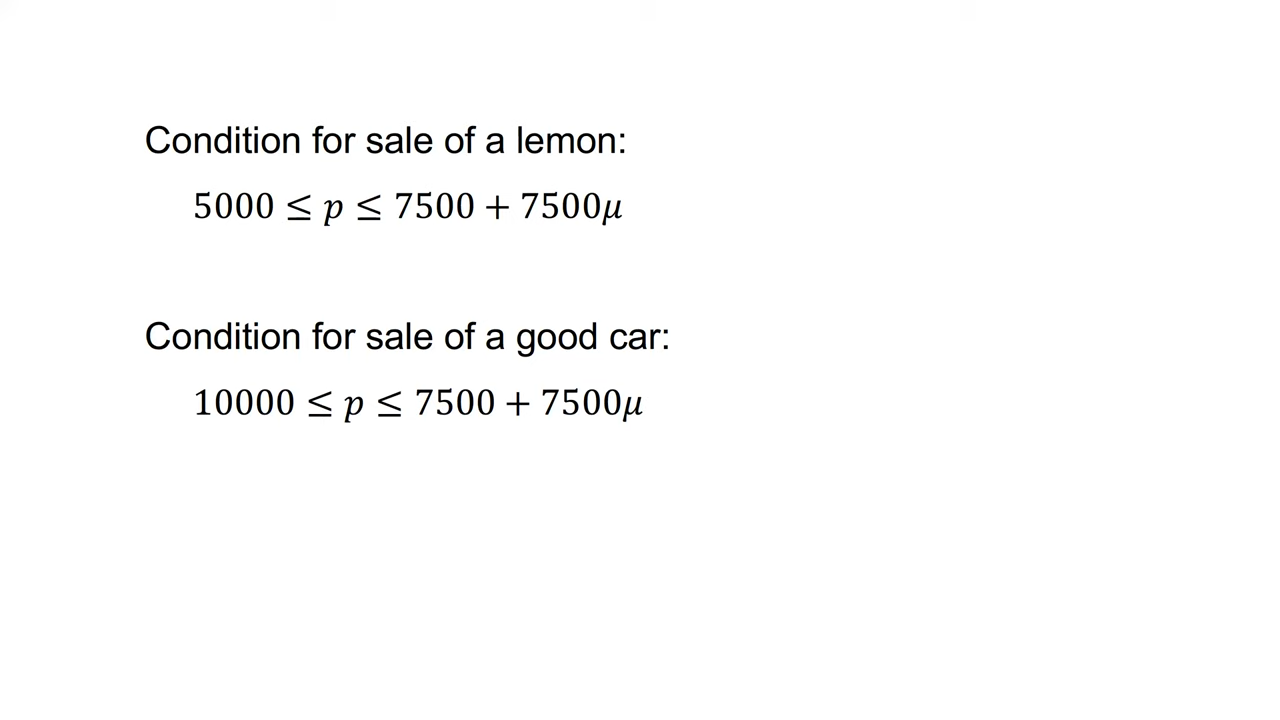 Condition for sale of a lemon:
5000 ≤ 𝑝 ≤ 7500 + 7500𝜇
Condition for sale of a good car:
10000 ≤ 𝑝 ≤ 7500 + 7500𝜇